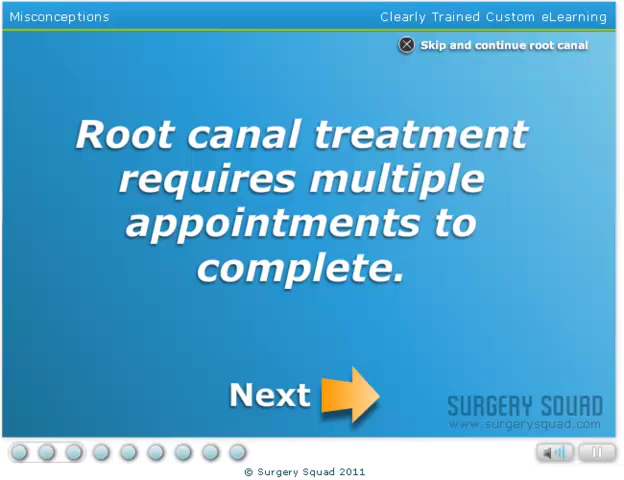 Misconceptions
Clearly Trained Custom eLearning
Skip and continue root canal
Root canal treatment
requires multiple
appointments to
complete.
Next
SURGERY SQUAD
www.surgerysquad.com
© Surgery Squad 2011